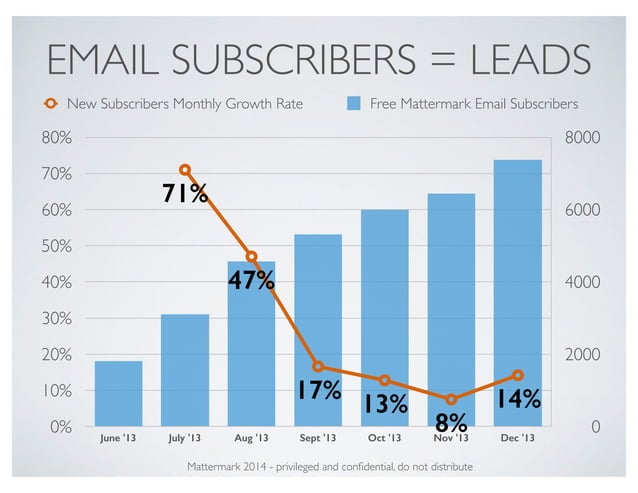 EMAIL SUBSCRIBERS = LEADS
New Subscribers Monthly Growth Rate
Free Mattermark Email Subscribers
80%
8000
70%
71%
60%
6000
50%
47%
40%
4000
30%
20%
2000
17%
13%
14%
10%
8%
0%
0
June '13
July '13
Aug '13
Sept '13
Oct '13
Nov '13
Dec '13
Mattermark 2014 - privileged and confidential, do not distribute